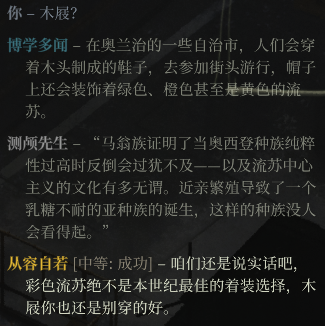 你 – 木屐？
博学多闻 – 在奥兰治的一些自治市，人们会穿
着木头制成的鞋子，去参加街头游行，帽子
上还会装饰着绿色、橙色甚至是黄色的流
苏。
测颅先生 – “马翁族证明了当奥西登种族纯粹
性过高时反倒会过犹不及——以及流苏中心
主义的文化有多无谓。近亲繁殖导致了一个
乳糖不耐的亚种族的诞生，这样的种族没人
会看得起。”
从容自若 [中等: 成功] – 咱们还是说实话吧，
彩色流苏绝不是本世纪最佳的着装选择，木
屐你也还是别穿的好。